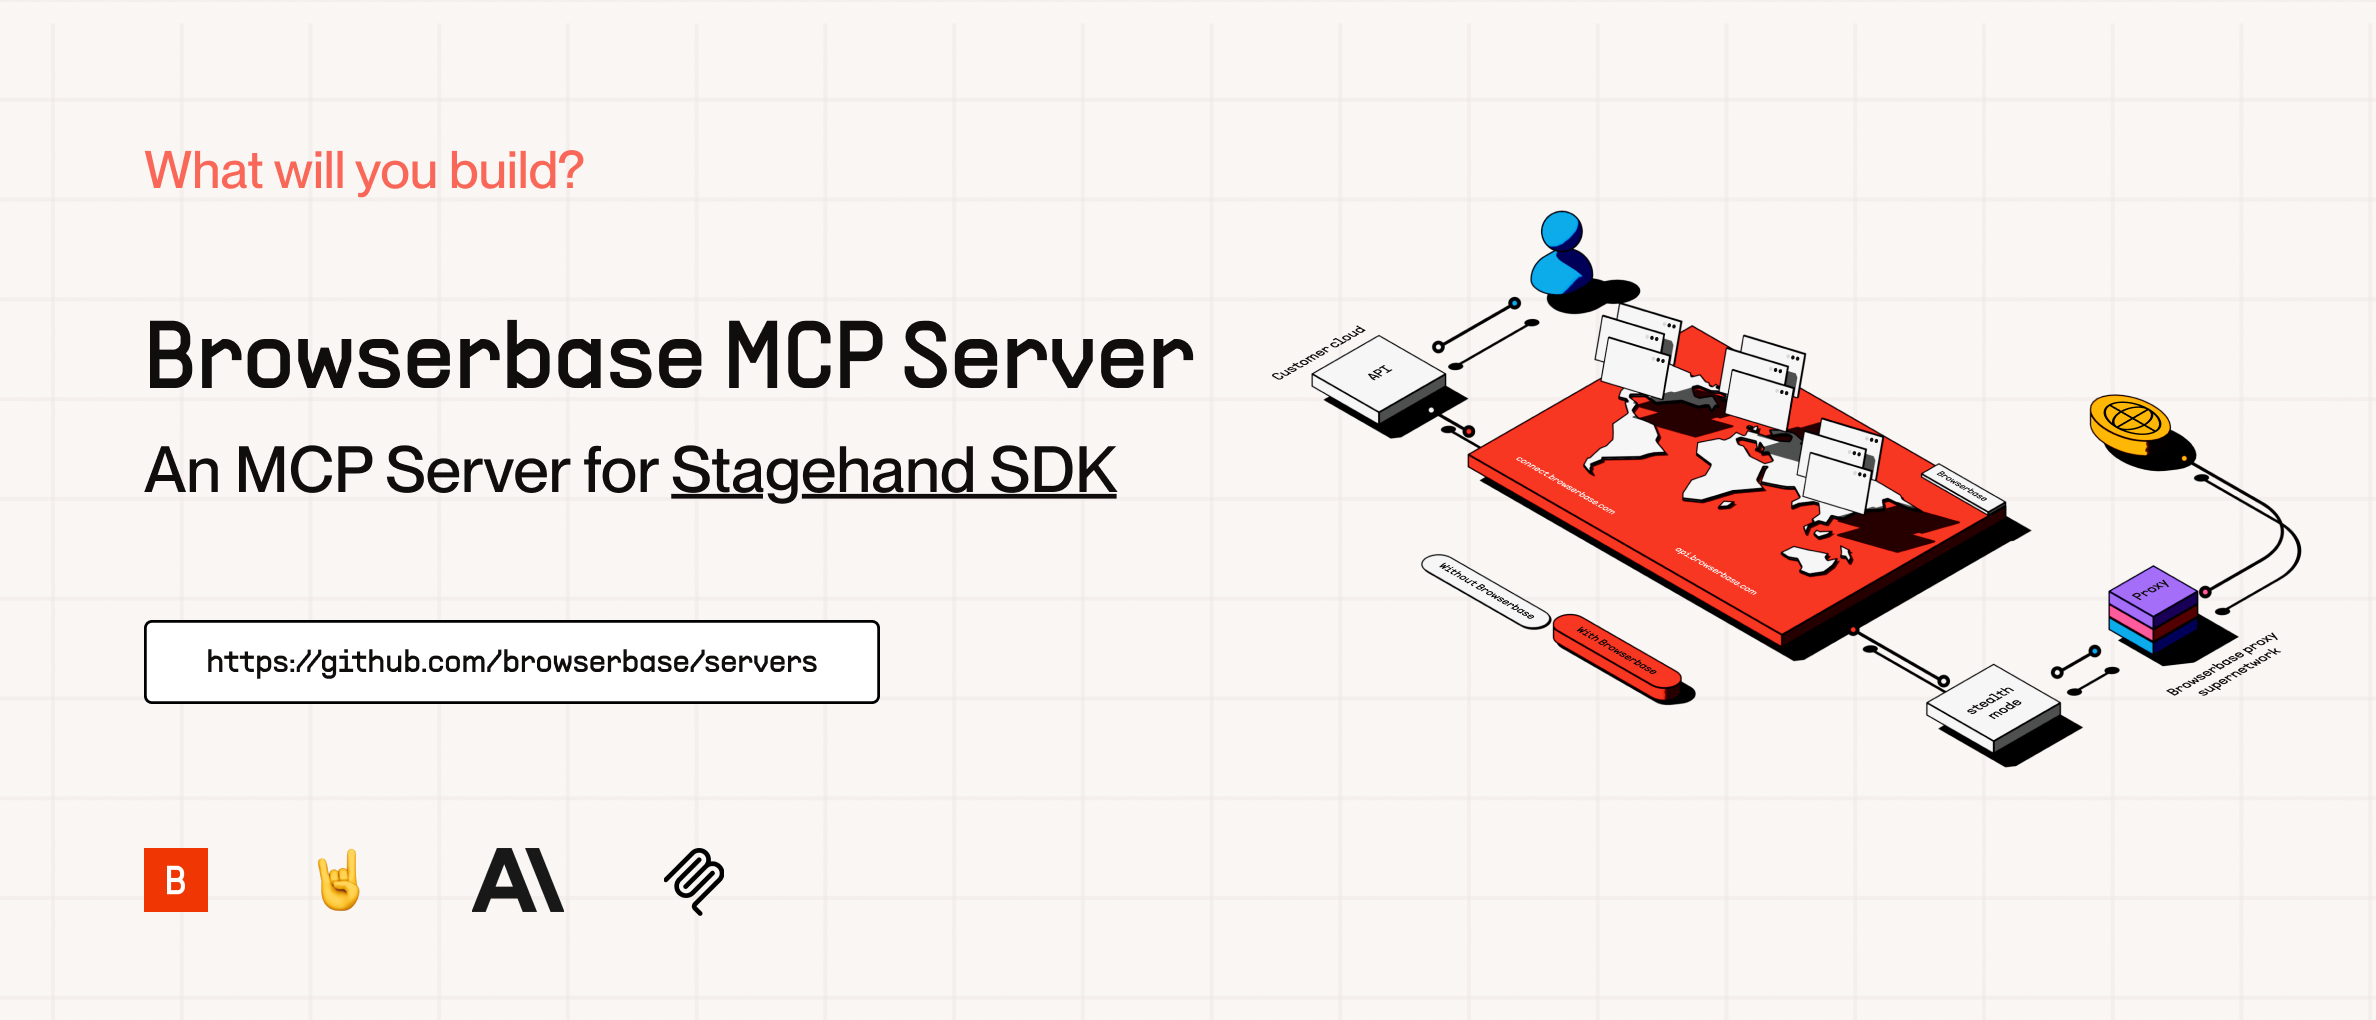 What will you build?
Browserbase MCP Server
An MCP Server for Stagehand SDK
https://github.com/browserbase/servers
B
Customer cloud
API
connect.browserbase.com
api.browserbase.com
Browserbase
Without Browserbase
With Browserbase
stealth
mode
Proxy
Browserbase proxy
supernetwork